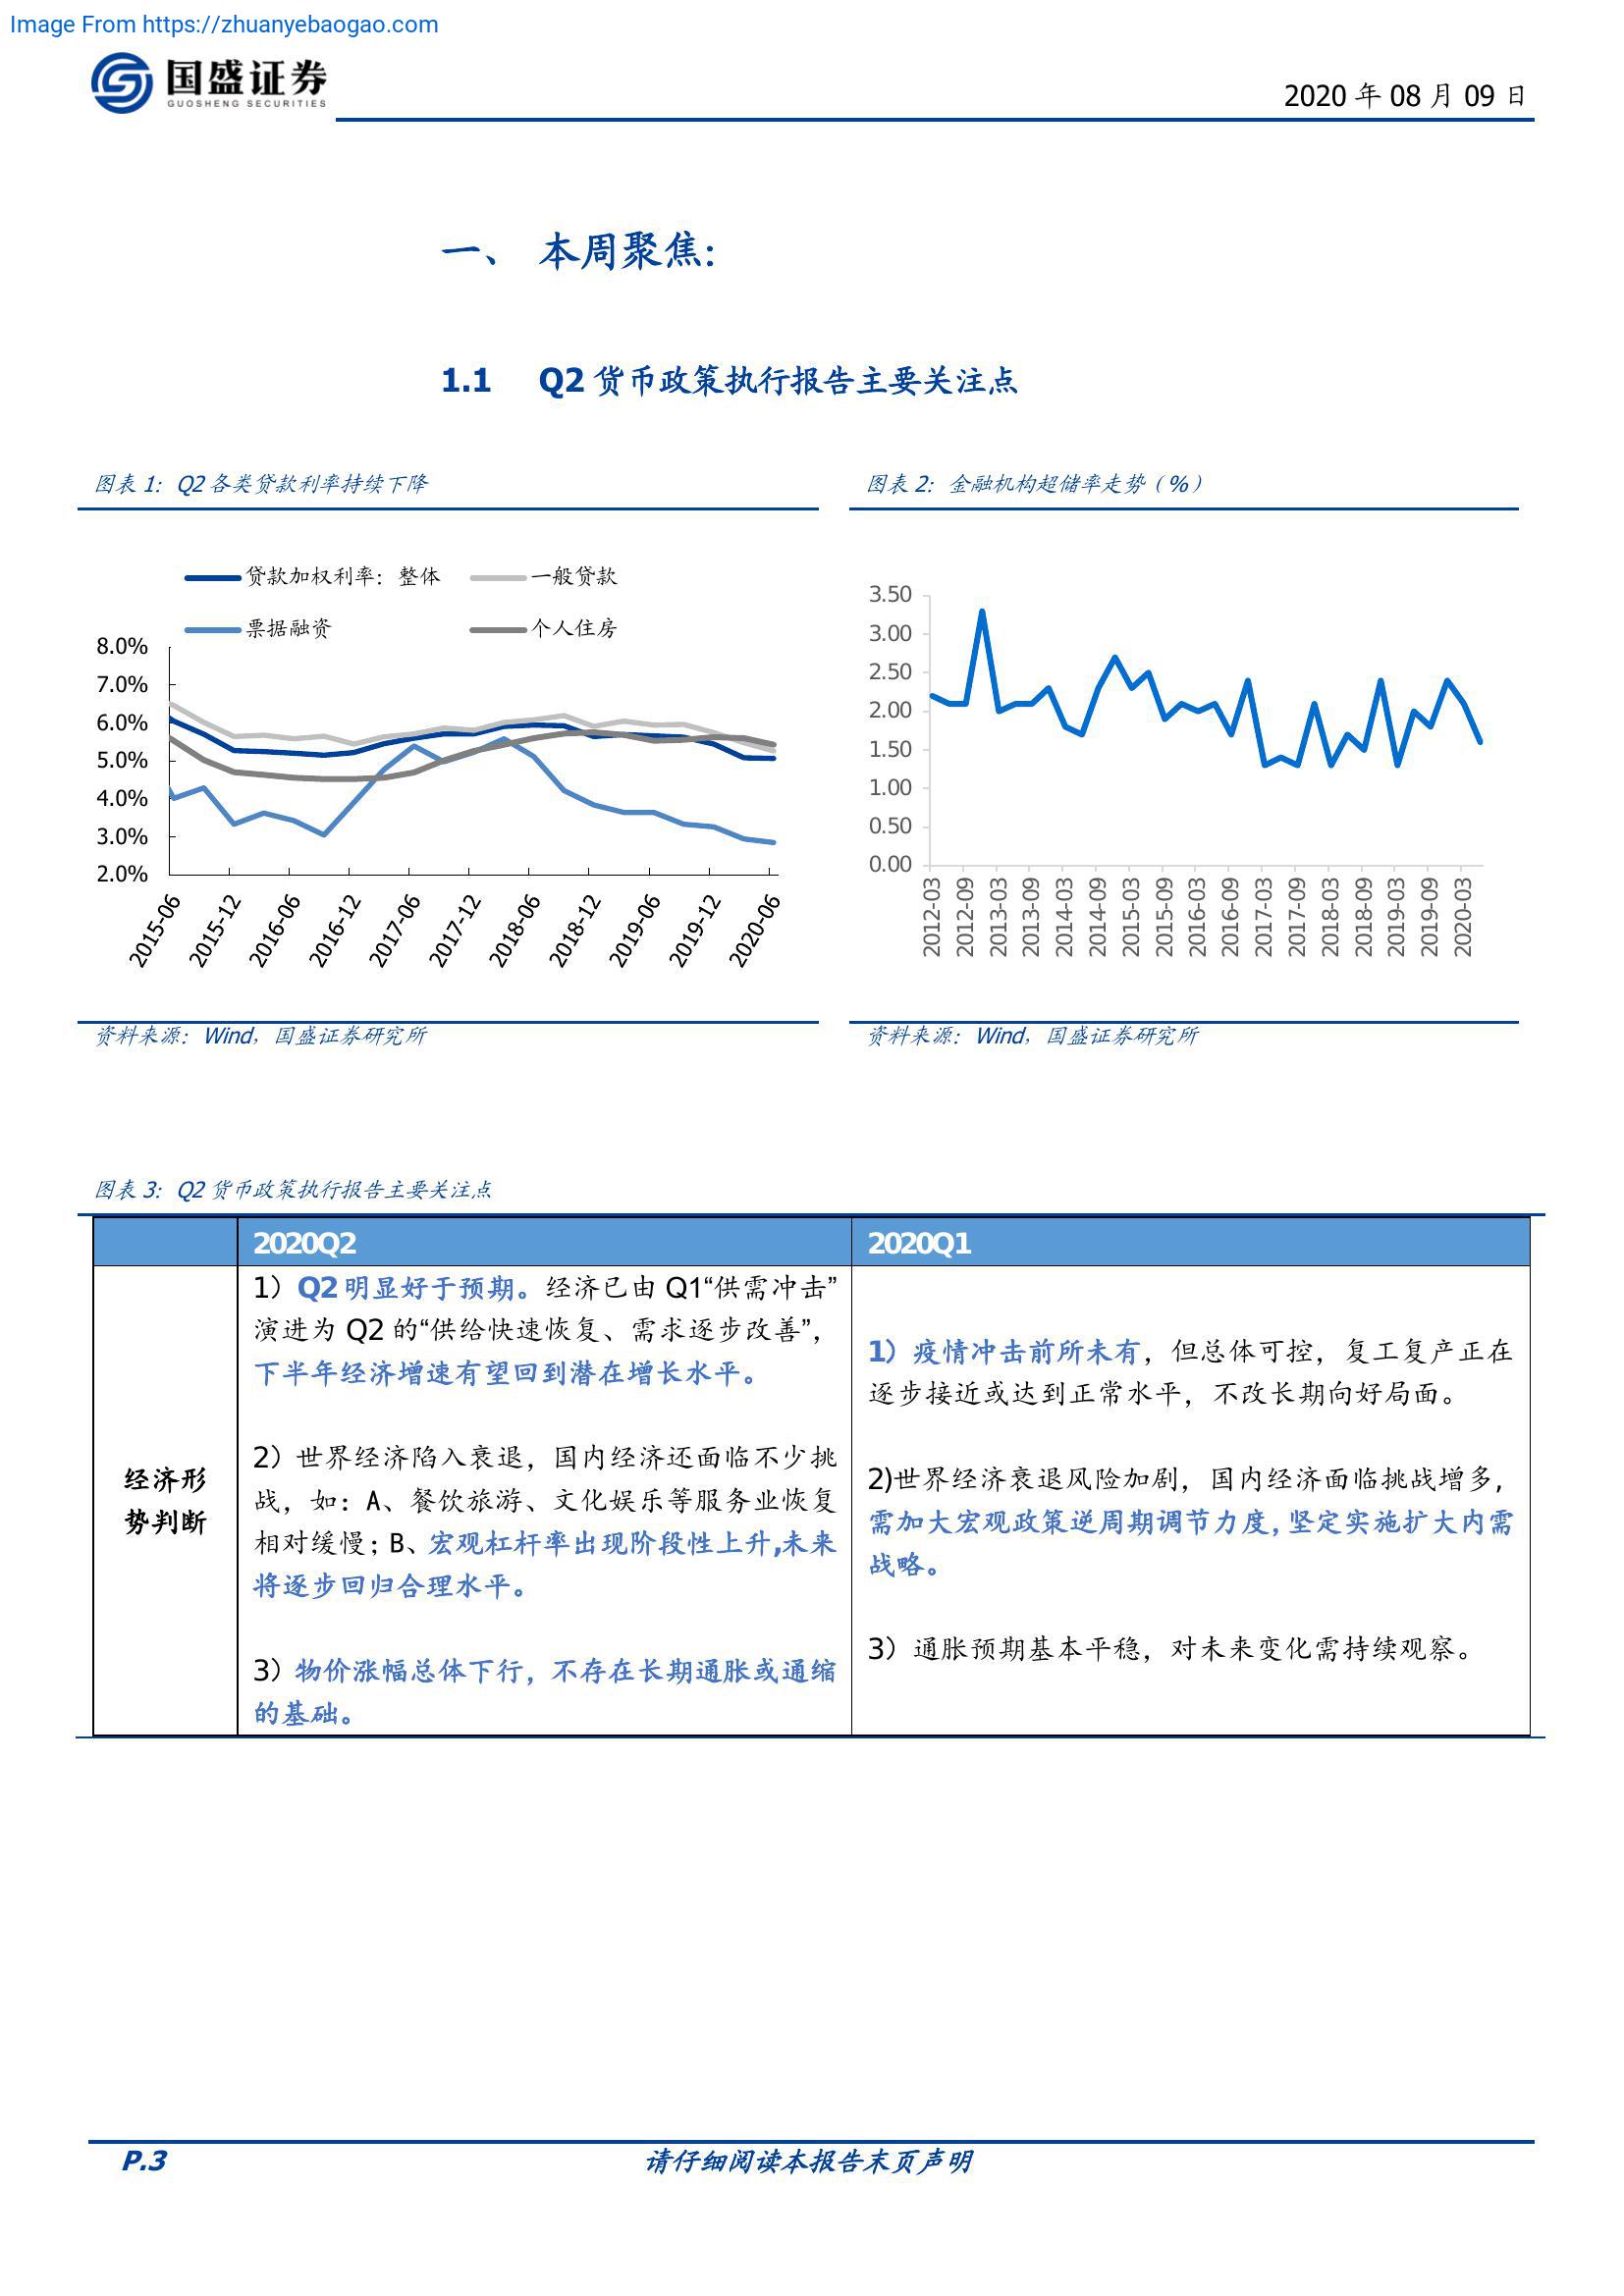 Image From https://zhuanyebaogao.com
国盛证券
GUOSHENG SECURITIES
2020 年 08 月 09 日
一、 本周聚焦：
1.1 Q2 货币政策执行报告主要关注点
图表 1：Q2 各类贷款利率持续下降
贷款加权利率：整体
一般贷款
票据融资
个人住房
8.0%
7.0%
6.0%
5.0%
4.0%
3.0%
2.0%
2015-06
2015-12
2016-06
2016-12
2017-06
2017-12
2018-06
2018-12
2019-06
2019-12
2020-06
资料来源：Wind，国盛证券研究所
图表 2：金融机构超储率走势（%）
3.50
3.00
2.50
2.00
1.50
1.00
0.50
0.00
2012-03
2012-09
2013-03
2013-09
2014-03
2014-09
2015-03
2015-09
2016-03
2016-09
2017-03
2017-09
2018-03
2018-09
2019-03
2019-09
2020-03
资料来源：Wind，国盛证券研究所
图表 3：Q2 货币政策执行报告主要关注点
2020Q2
2020Q1
经济形
势判断
1）Q2 明显好于预期。经济已由 Q1“供需冲击”
演进为 Q2 的“供给快速恢复、需求逐步改善”，
下半年经济增速有望回到潜在增长水平。
2）世界经济陷入衰退，国内经济还面临不少挑
战，如：A、餐饮旅游、文化娱乐等服务业恢复
相对缓慢；B、宏观杠杆率出现阶段性上升,未来
将逐步回归合理水平。
3）物价涨幅总体下行，不存在长期通胀或通缩
的基础。
1）疫情冲击前所未有，但总体可控，复工复产正在
逐步接近或达到正常水平，不改长期向好局面。
2)世界经济衰退风险加剧，国内经济面临挑战增多，
需加大宏观政策逆周期调节力度，坚定实施扩大内需
战略。
3）通胀预期基本平稳，对未来变化需持续观察。
P.3
请仔细阅读本报告末页声明